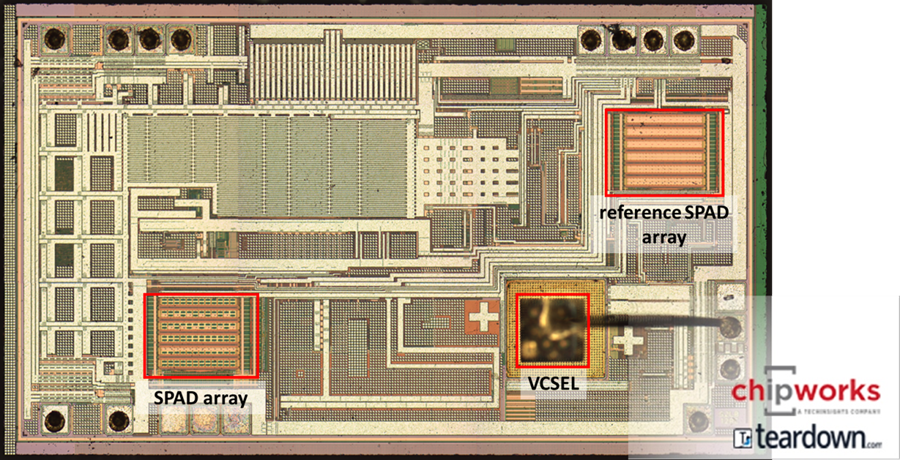 reference SPAD
array
SPAD array
VCSEL
chipworks
A TECHINSIGHTS COMPANY
teardown.com